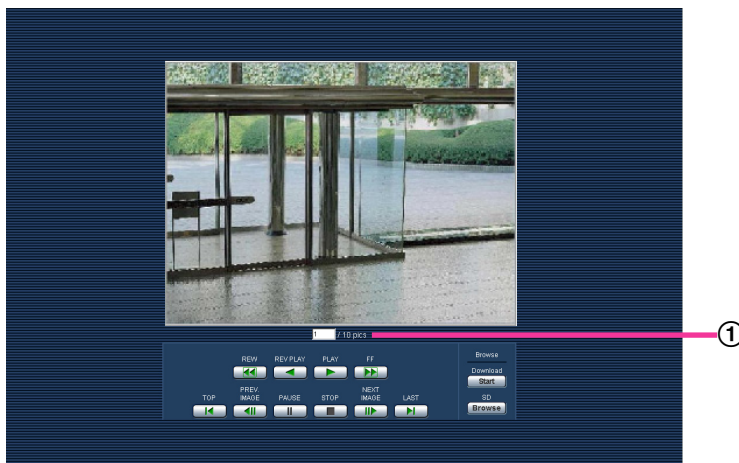 1 / 10 pics
①
REW REV.PLAY PLAY FF
Browse
Download
Start
TOP PREV. IMAGE PAUSE STOP NEXT IMAGE LAST
SD
Browse